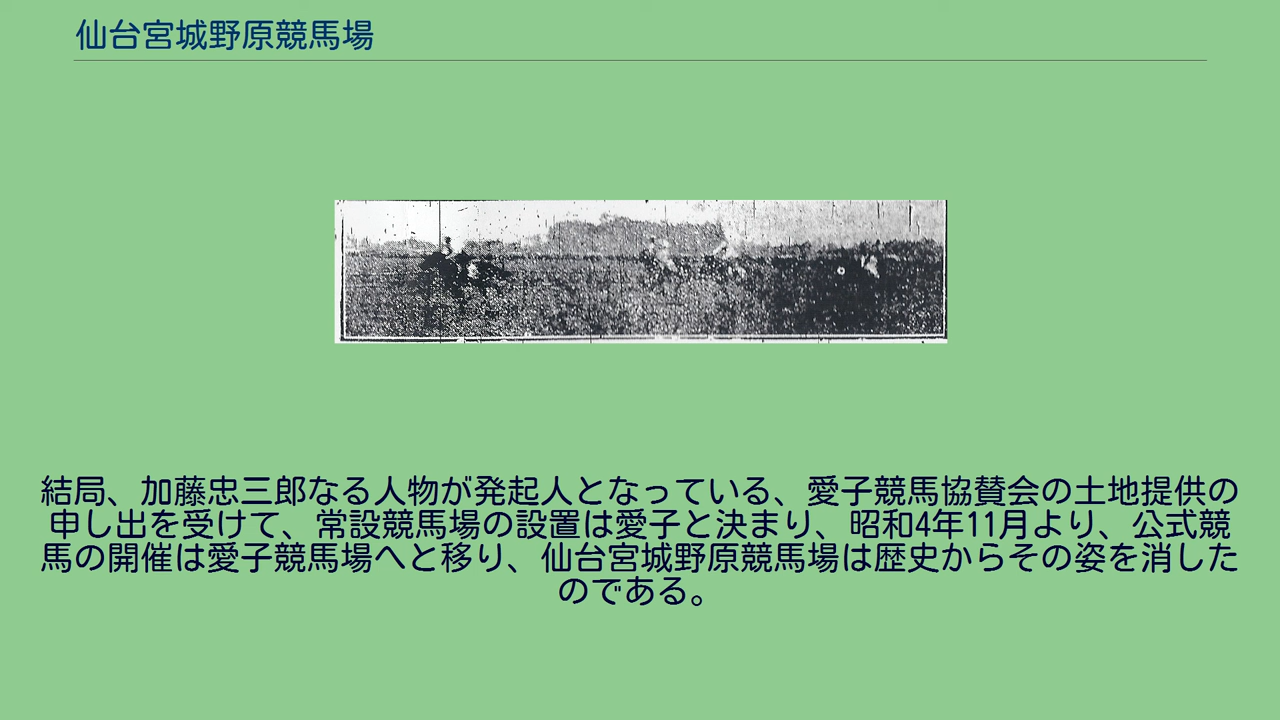 仙台宮城野原競馬場
結局、加藤忠三郎なる人物が発起人となっている、愛子競馬協賛会の土地提供の
申し出を受けて、常設競馬場の設置は愛子と決まり、昭和4年11月より、公式競
馬の開催は愛子競馬場へと移り、仙台宮城野原競馬場は歴史からその姿を消した
のである。